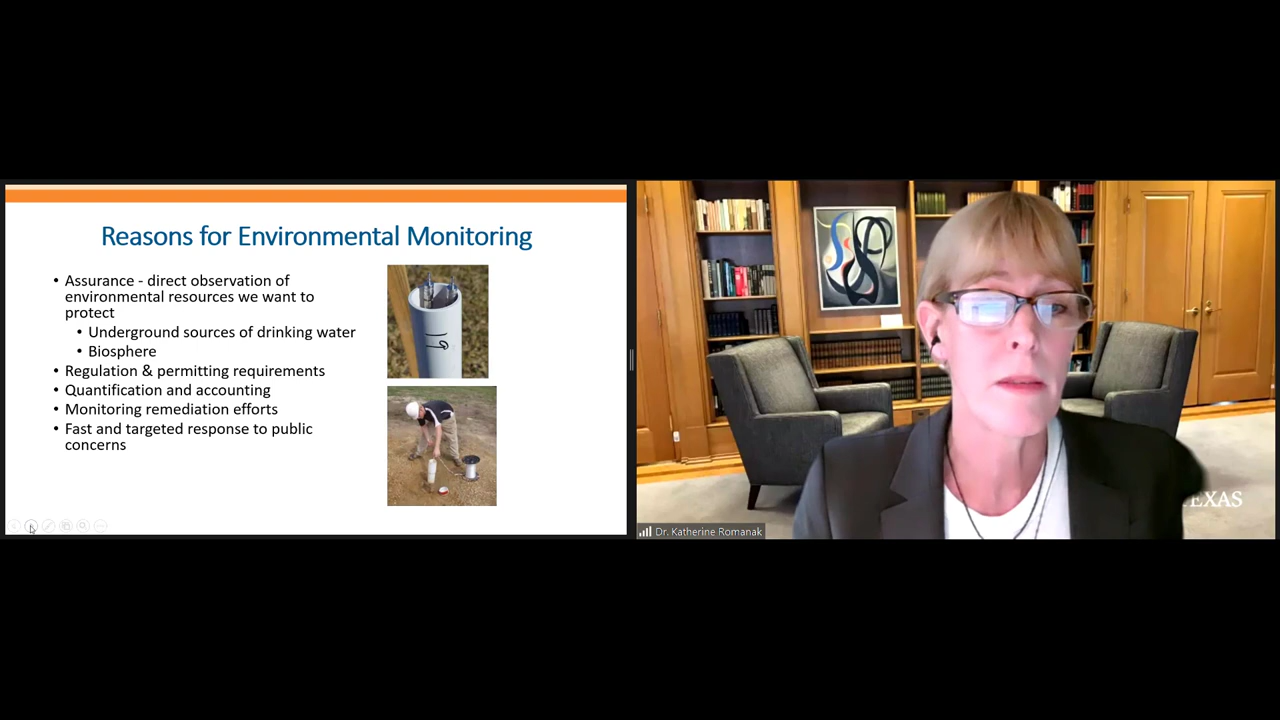 Reasons for Environmental Monitoring
• Assurance - direct observation of
environmental resources we want to
protect
• Underground sources of drinking water
• Biosphere
• Regulation & permitting requirements
• Quantification and accounting
• Monitoring remediation efforts
• Fast and targeted response to public
concerns
EXAS
Dr. Katherine Romanak